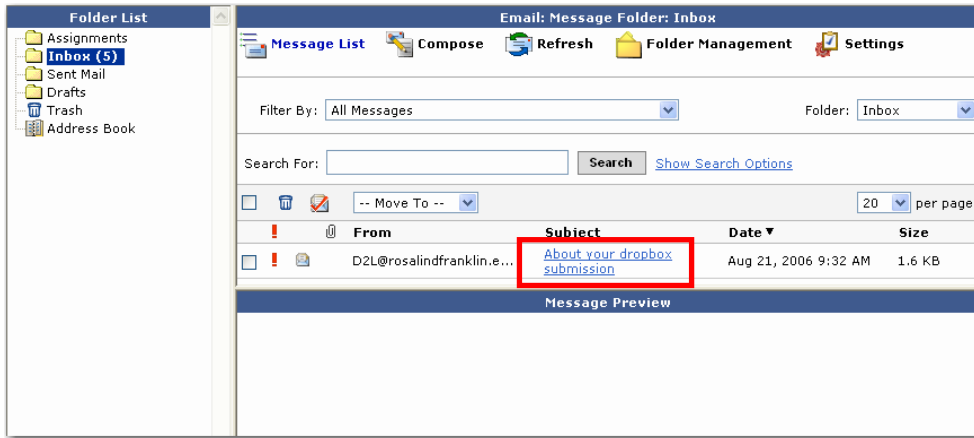 Folder List
Assignments
Inbox (5)
Sent Mail
Drafts
Trash
Address Book
Email: Message Folder: Inbox
Message List Compose Refresh Folder Management Settings
Filter By: All Messages Folder: Inbox
Search For: Search Show Search Options
-- Move To -- 20 per page
! From Subject Date ▼ Size
! D2L@rosalindfranklin.e... About your dropbox submission Aug 21, 2006 9:32 AM 1.6 KB
Message Preview